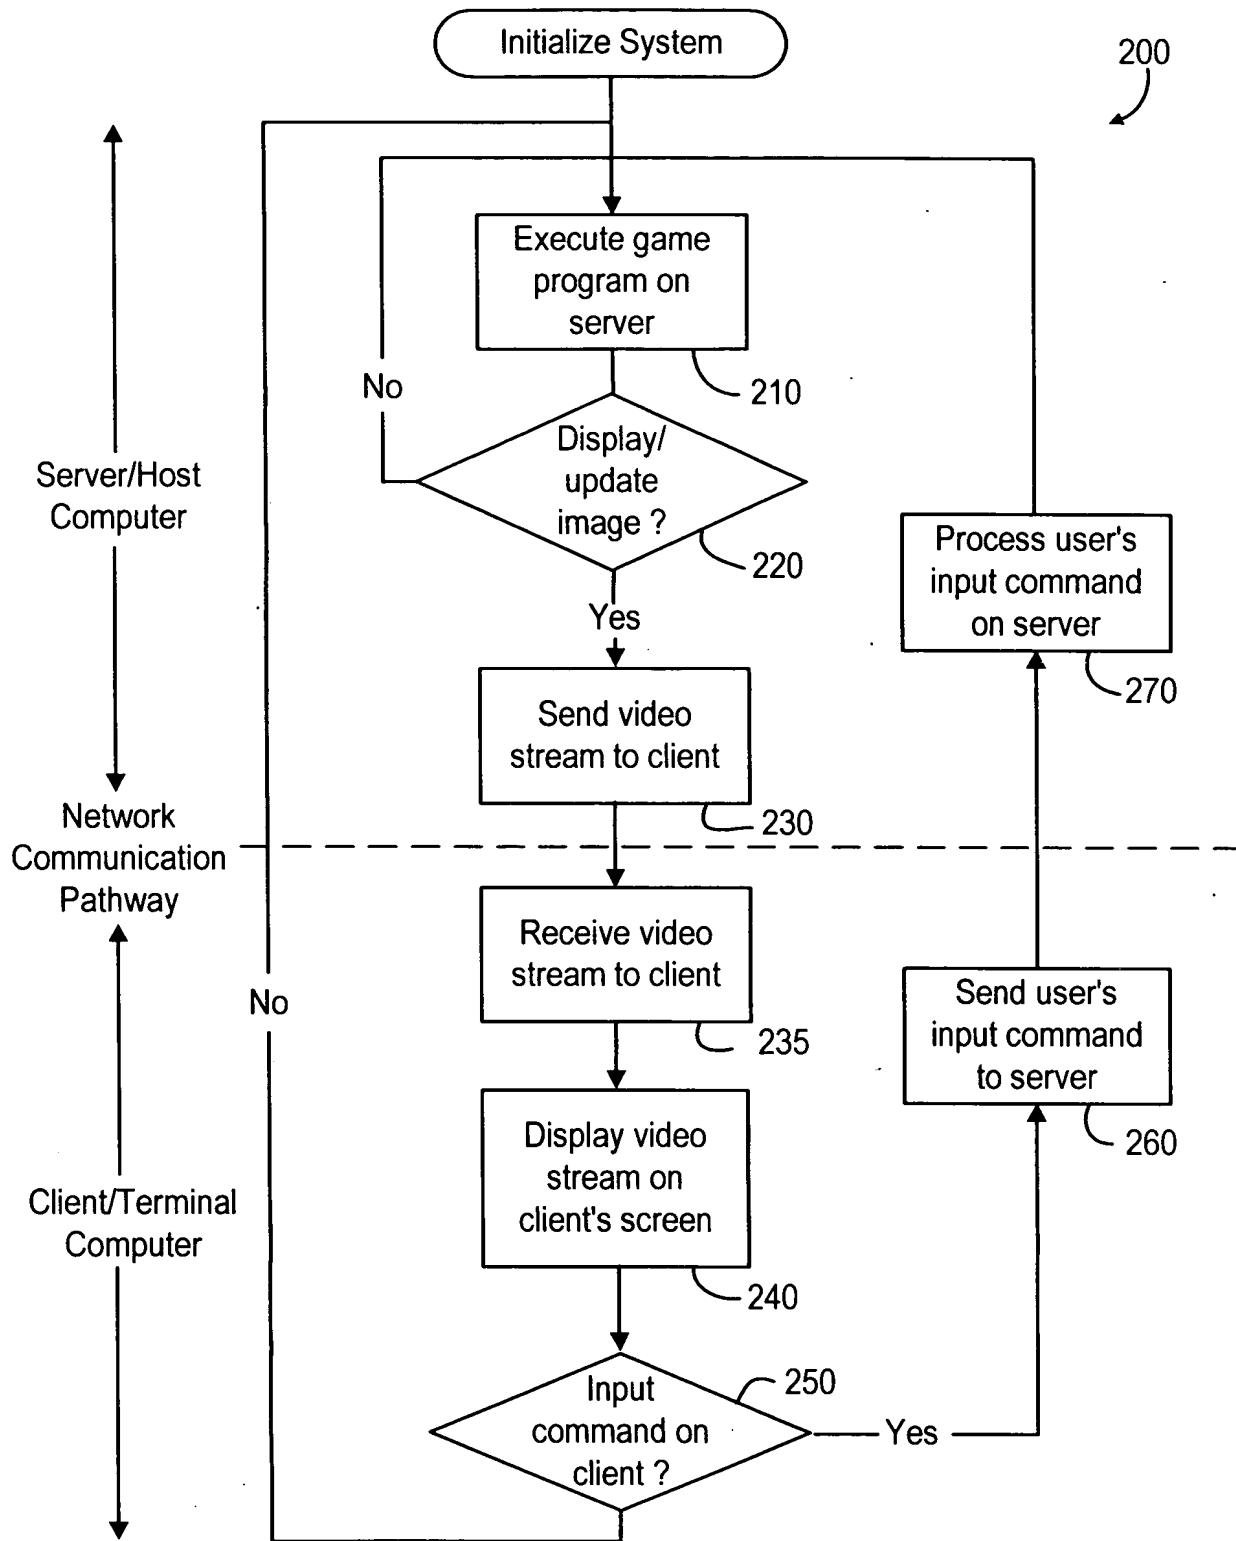 Initialize System
200
Execute game
program on
server
210
No
Display/
update
image ?
220
Server/Host
Computer
Yes
Process user's
input command
on server
270
Send video
stream to client
230
Network
Communication
Pathway
Receive video
stream to client
235
No
Send user's
input command
to server
260
Display video
stream on
client's screen
240
Client/Terminal
Computer
Input
command on
client ?
250
Yes